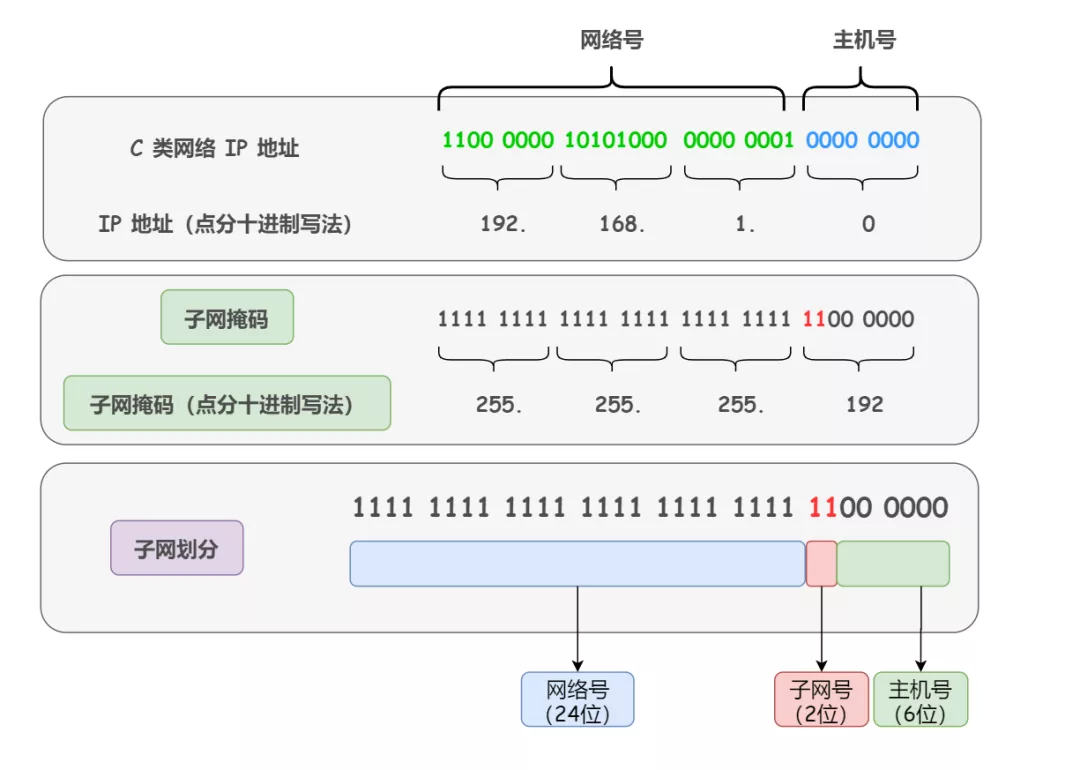 网络号 主机号
C 类网络 IP 地址 1100 0000 10101000 0000 0001 0000 0000
IP 地址（点分十进制写法） 192. 168. 1. 0
子网掩码 1111 1111 1111 1111 1111 1111 1100 0000
子网掩码（点分十进制写法） 255. 255. 255. 192
1111 1111 1111 1111 1111 1111 1100 0000
子网划分
网络号 子网号 主机号
(24位) (2位) (6位)